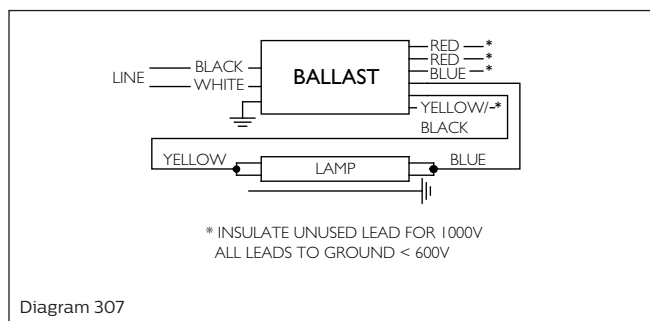 RED *
RED *
BLUE *
LINE BLACK BALLAST
WHITE
YELLOW/ *
BLACK
YELLOW LAMP BLUE
* INSULATE UNUSED LEAD FOR 1000V
ALL LEADS TO GROUND < 600V
Diagram 307